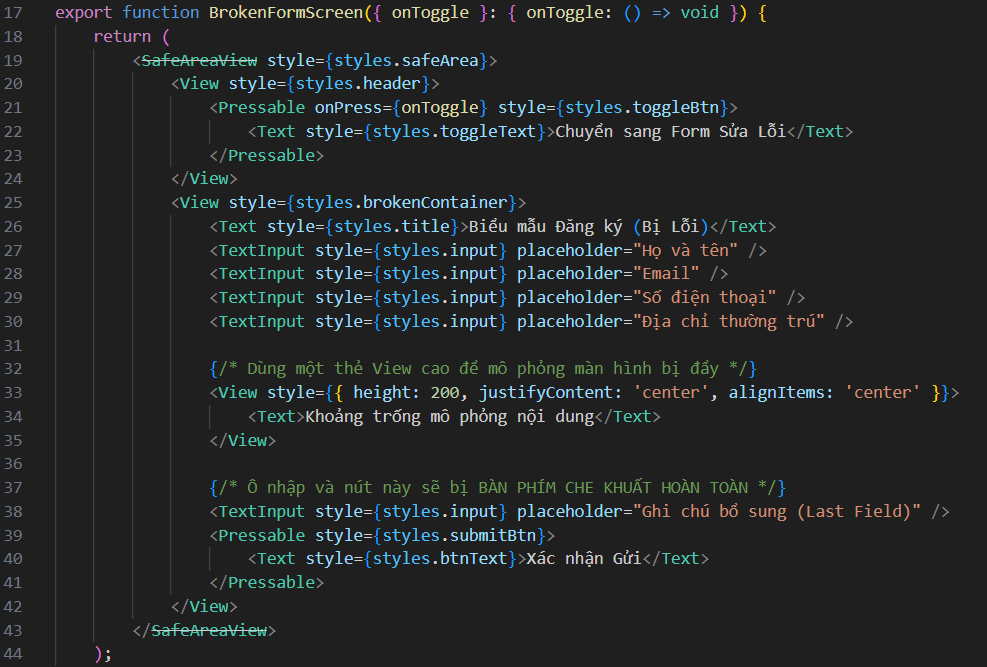 17 export function BrokenFormScreen({ onToggle }: { onToggle: () => void }) {
18     return (
19         <SafeAreaView style={styles.safeArea}>
20             <View style={styles.header}>
21                 <Pressable onPress={onToggle} style={styles.toggleBtn}>
22                     <Text style={styles.toggleText}>Chuyển sang Form Sửa Lỗi</Text>
23                 </Pressable>
24             </View>
25             <View style={styles.brokenContainer}>
26                 <Text style={styles.title}>Biểu mẫu Đăng ký (Bị Lỗi)</Text>
27                 <TextInput style={styles.input} placeholder="Họ và tên" />
28                 <TextInput style={styles.input} placeholder="Email" />
29                 <TextInput style={styles.input} placeholder="Số điện thoại" />
30                 <TextInput style={styles.input} placeholder="Địa chỉ thường trú" />
31
32                 {/* Dùng một thẻ View cao để mô phỏng màn hình bị đẩy */}
33                 <View style={{ height: 200, justifyContent: 'center', alignItems: 'center' }}>
34                     <Text>Khoảng trống mô phỏng nội dung</Text>
35                 </View>
36
37                 {/* Ô nhập và nút này sẽ bị BÀN PHÍM CHE KHUẤT HOÀN TOÀN */}
38                 <TextInput style={styles.input} placeholder="Ghi chú bổ sung (Last Field)" />
39                 <Pressable style={styles.submitBtn}>
40                     <Text style={styles.btnText}>Xác nhận Gửi</Text>
41                 </Pressable>
42             </View>
43         </SafeAreaView>
44     );